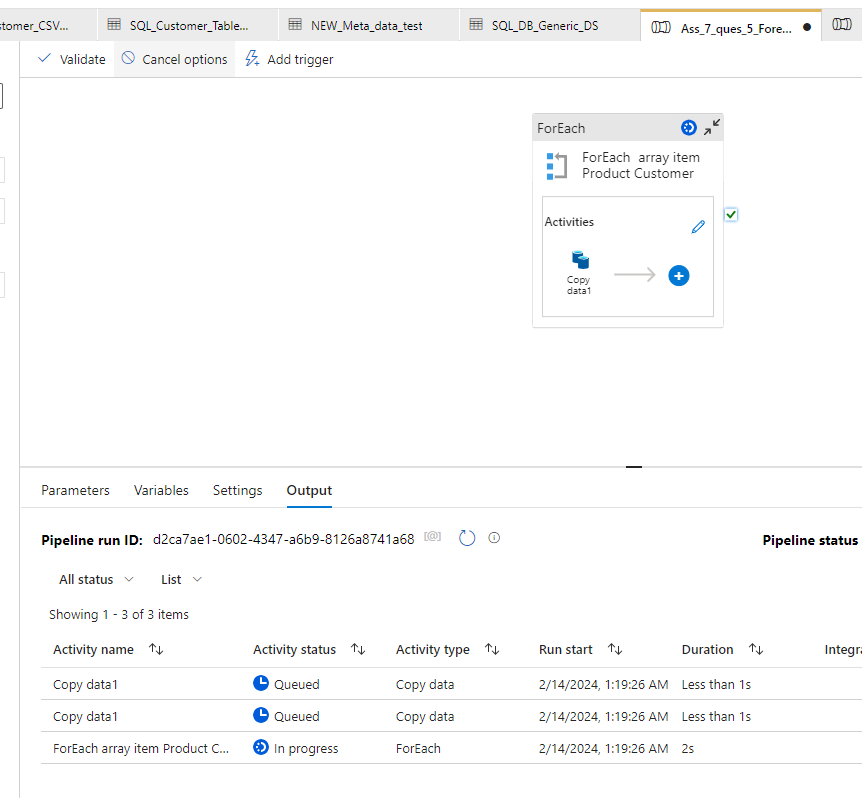 stomer_CSV... SQL_Customer_Table... NEW_Meta_data_test SQL_DB_Generic_DS Ass_7_ques_5_Fore...
Validate Cancel options Add trigger
ForEach
ForEach array item
Product Customer
Activities
Copy
data1
Parameters Variables Settings Output
Pipeline run ID: d2ca7ae1-0602-4347-a6b9-8126a8741a68 [@] Pipeline status
All status List
Showing 1 - 3 of 3 items
Activity name Activity status Activity type Run start Duration Integra
Copy data1 Queued Copy data 2/14/2024, 1:19:26 AM Less than 1s
Copy data1 Queued Copy data 2/14/2024, 1:19:26 AM Less than 1s
ForEach array item Product C... In progress ForEach 2/14/2024, 1:19:26 AM 2s